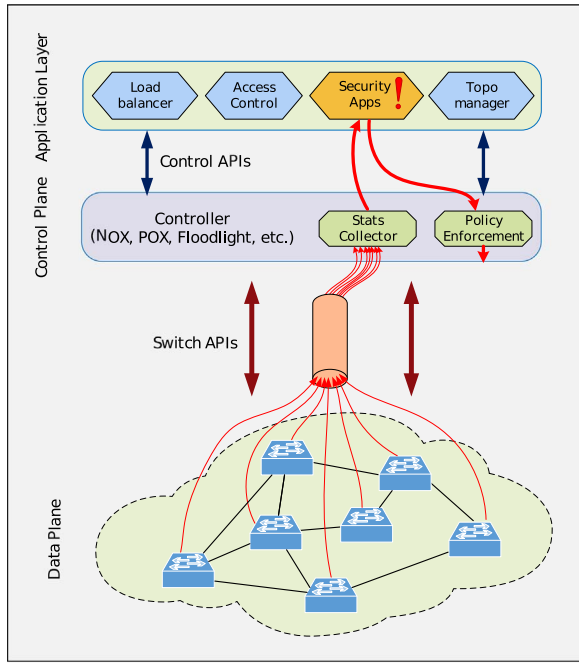 Application Layer
Load
balancer
Access
Control
Security
Apps !
Topo
manager
Control APIs
Control Plane
Controller
(NOX, POX, Floodlight, etc.)
Stats
Collector
Policy
Enforcement
Switch APIs
Data Plane